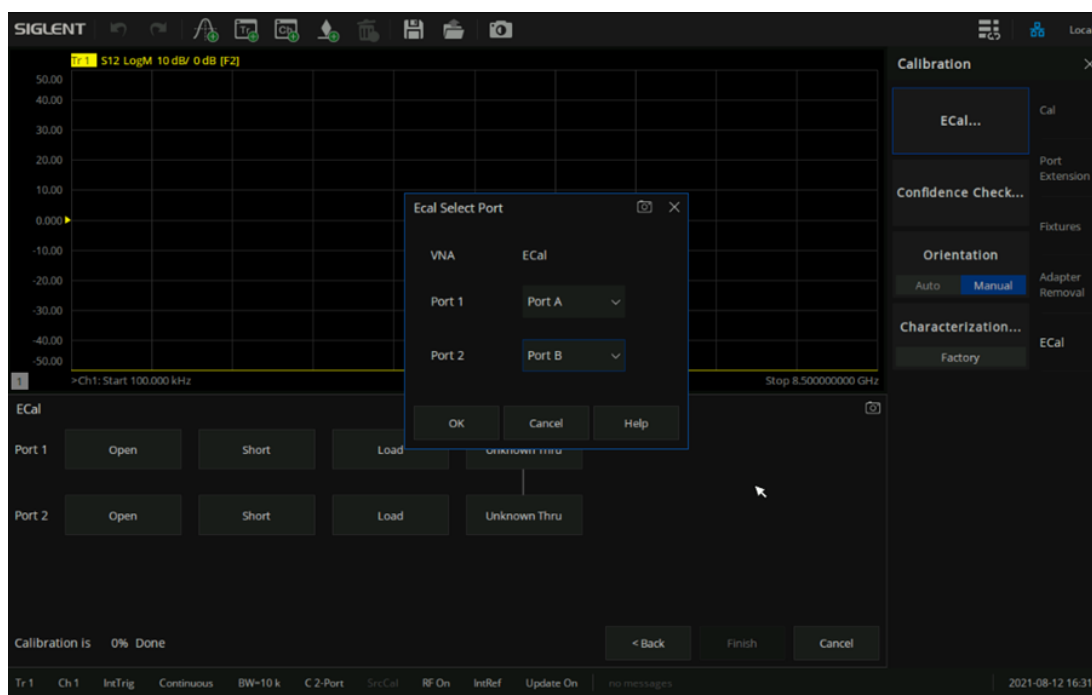 SIGLENT
Tr
Ch
Loca
Tr 1 S12 LogM 10 dB/ 0 dB [F2]
50.00
40.00
30.00
20.00
10.00
0.000
-10.00
-20.00
-30.00
-40.00
-50.00
1
>Ch1: Start 100.000 kHz
Stop 8.500000000 GHz
Ecal Select Port
VNA ECal
Port 1 Port A
Port 2 Port B
OK Cancel Help
Calibration
ECal...
Confidence Check...
Orientation
Auto Manual
Characterization...
Factory
Cal
Port
Extension
Fixtures
Adapter
Removal
ECal
ECal
Port 1 Open Short Load Unknown Thru
Port 2 Open Short Load Unknown Thru
Calibration is 0% Done
< Back Finish Cancel
Tr 1 Ch 1 IntTrig Continuous BW=10 k C 2-Port SrcCal RF On IntRef Update On no messages 2021-08-12 16:31